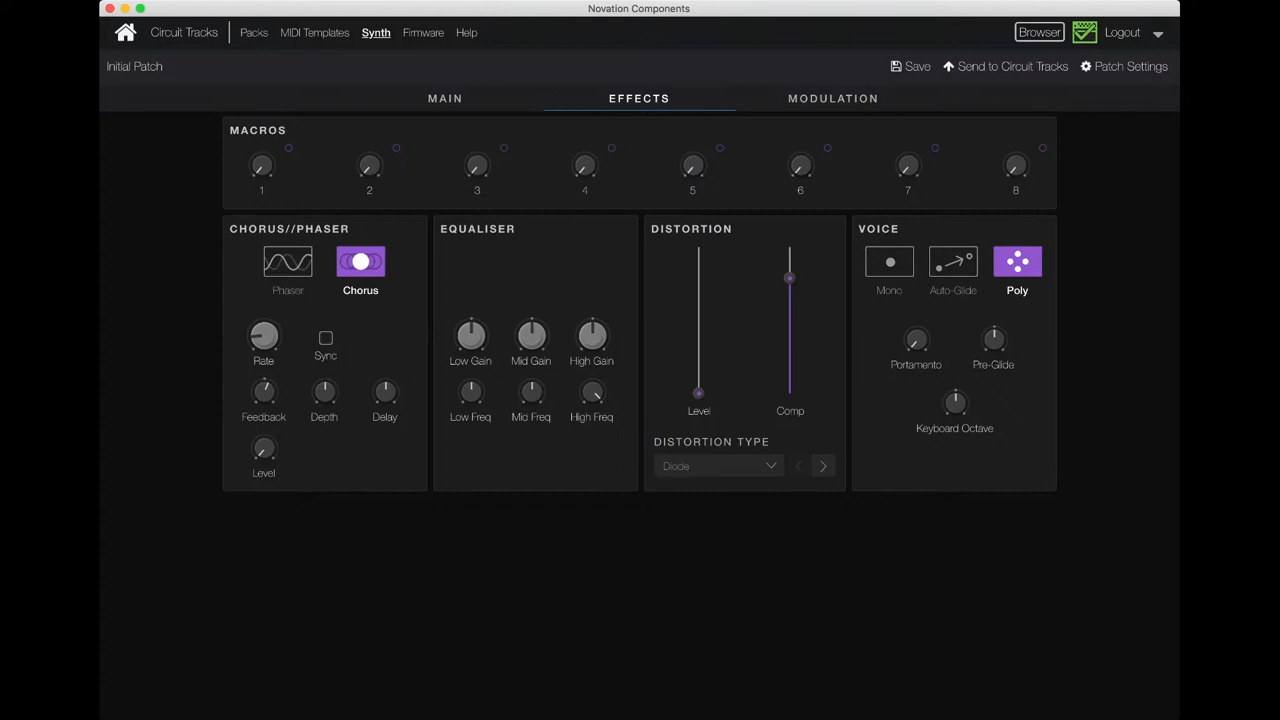 Novation Components
Circuit Tracks Packs MIDI Templates Synth Firmware Help Browser Logout
Initial Patch Save Send to Circuit Tracks Patch Settings
MAIN EFFECTS MODULATION
MACROS
1 2 3 4 5 6 7 8
CHORUS//PHASER EQUALISER DISTORTION VOICE
Phaser Chorus Mono Auto-Glide Poly
Rate Sync Low Gain Mid Gain High Gain Portamento Pre-Glide
Feedback Depth Delay Low Freq Mid Freq High Freq Level Comp Keyboard Octave
DISTORTION TYPE
Level Diode